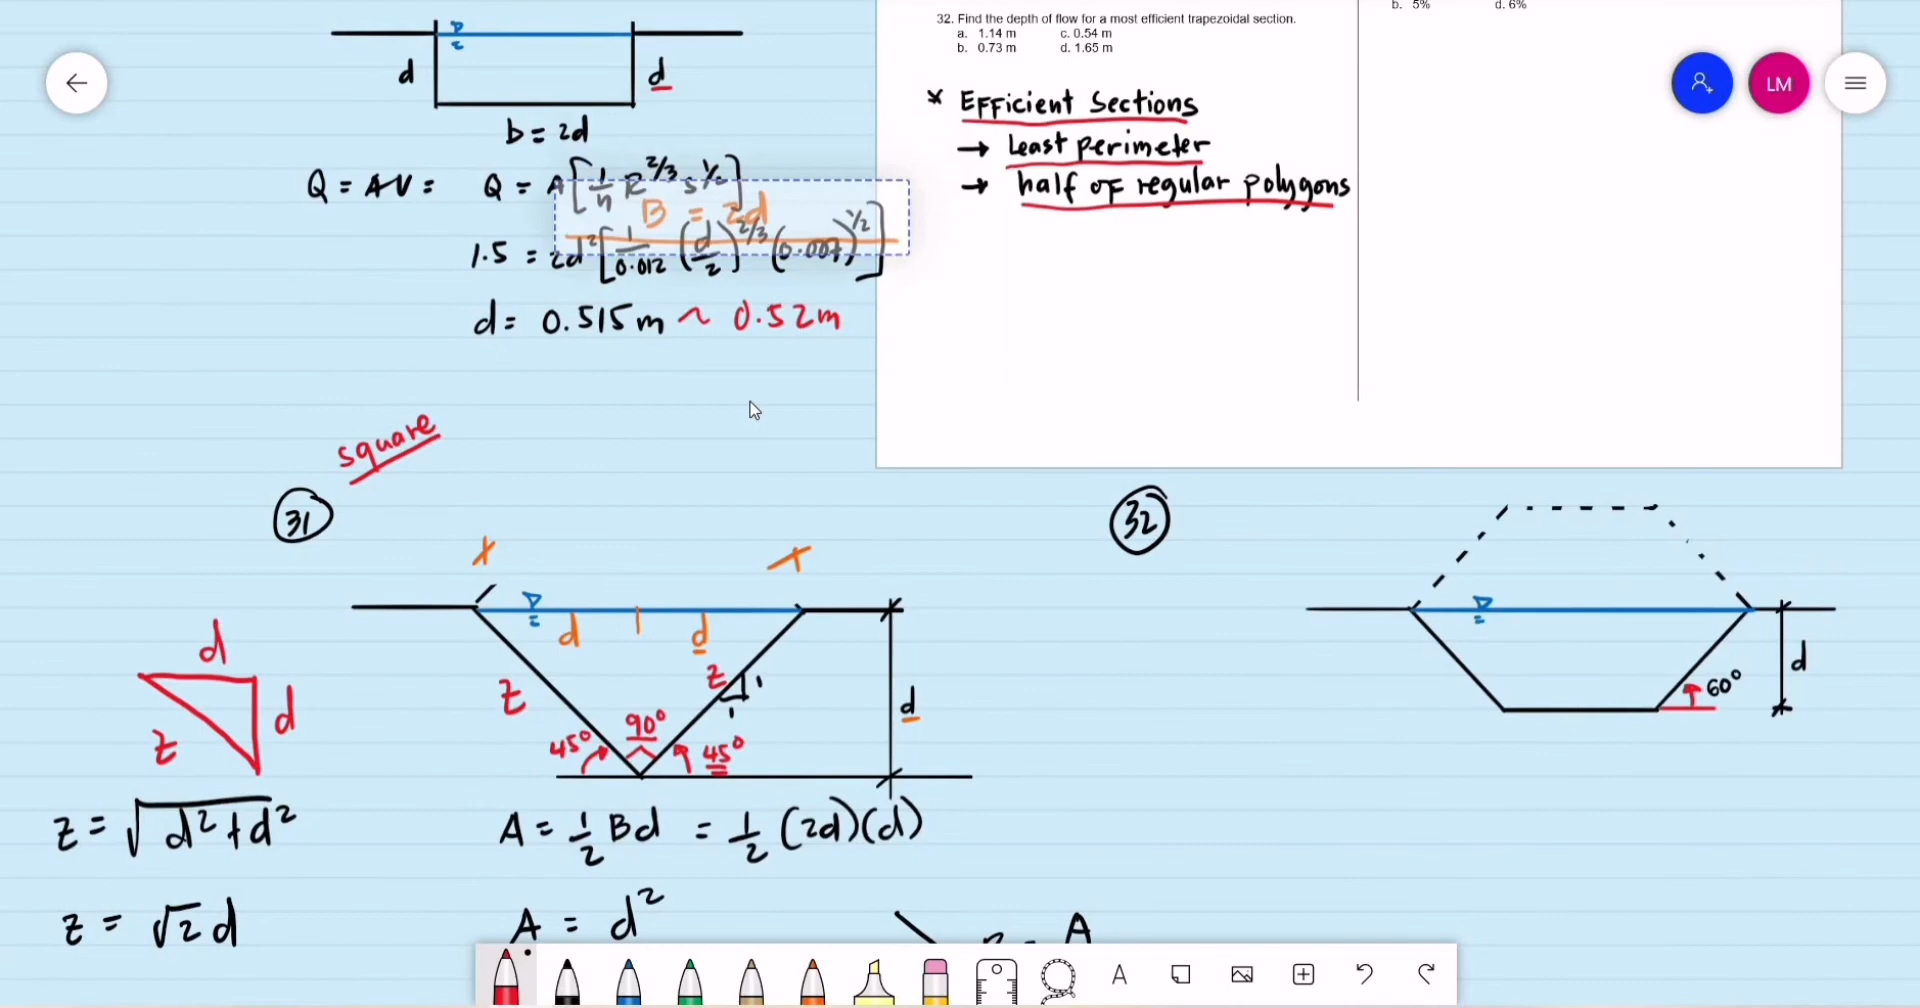 d
d
b = 2d
Q = AV =
Q = A[1/n R^2/3 S^1/2]
B = 2d
1.5 = 2d²[1/0.012 (d/2)^2/3 (0.007)^1/2]
d = 0.515 m ~ 0.52m
32. Find the depth of flow for a most efficient trapezoidal section.
a. 1.14 m c. 0.54 m
b. 0.73 m d. 1.65 m
b. 5% d. 6%
* Efficient Sections
→ Least perimeter
→ half of regular polygons
LM
square
31
d
d
z
d
d
z
z
1
1
90°
45°
45°
d
z = √d²+d²
z = √2 d
A = 1/2 Bd = 1/2 (2d)(d)
A = d²
A
32
d
60°
A